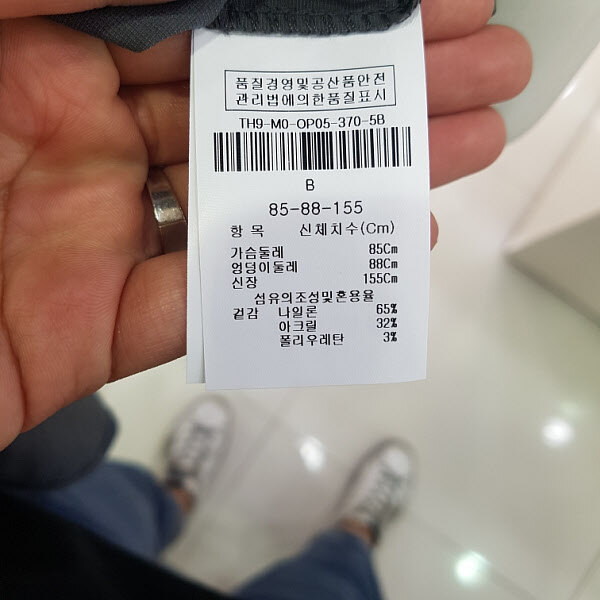 품질경영및공산품안전
관리법에의한품질표시
TH9-M0-OP05-370-5B
B
85-88-155
항 목 신체치수(Cm)
가슴둘레 85Cm
엉덩이둘레 88Cm
신장 155Cm
섬유의조성및혼용율
겉감 나일론 65%
아크릴 32%
폴리우레탄 3%